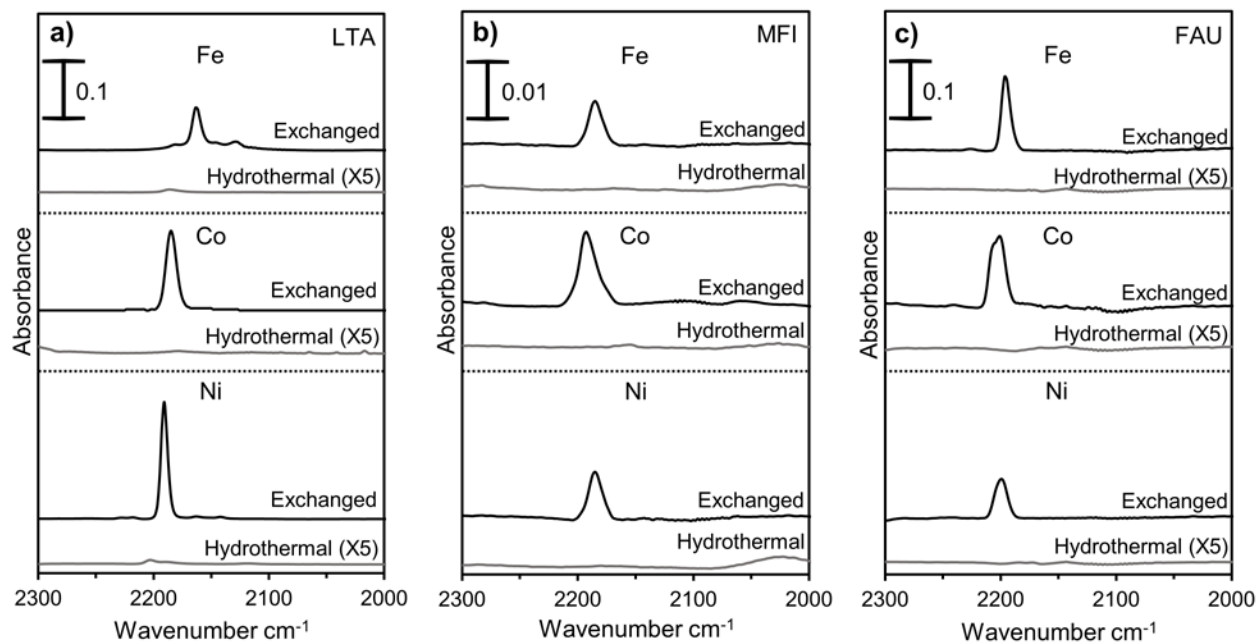 a)
LTA
Fe
0.1
Exchanged
Hydrothermal (X5)
Co
Exchanged
Hydrothermal (X5)
Ni
Exchanged
Hydrothermal (X5)
Absorbance
2300 2200 2100 2000
Wavenumber cm⁻¹
b)
MFI
Fe
0.01
Exchanged
Hydrothermal
Co
Exchanged
Hydrothermal
Ni
Exchanged
Hydrothermal
Absorbance
2300 2200 2100 2000
Wavenumber cm⁻¹
c)
FAU
Fe
0.1
Exchanged
Hydrothermal (X5)
Co
Exchanged
Hydrothermal (X5)
Ni
Exchanged
Hydrothermal (X5)
Absorbance
2300 2200 2100 2000
Wavenumber cm⁻¹